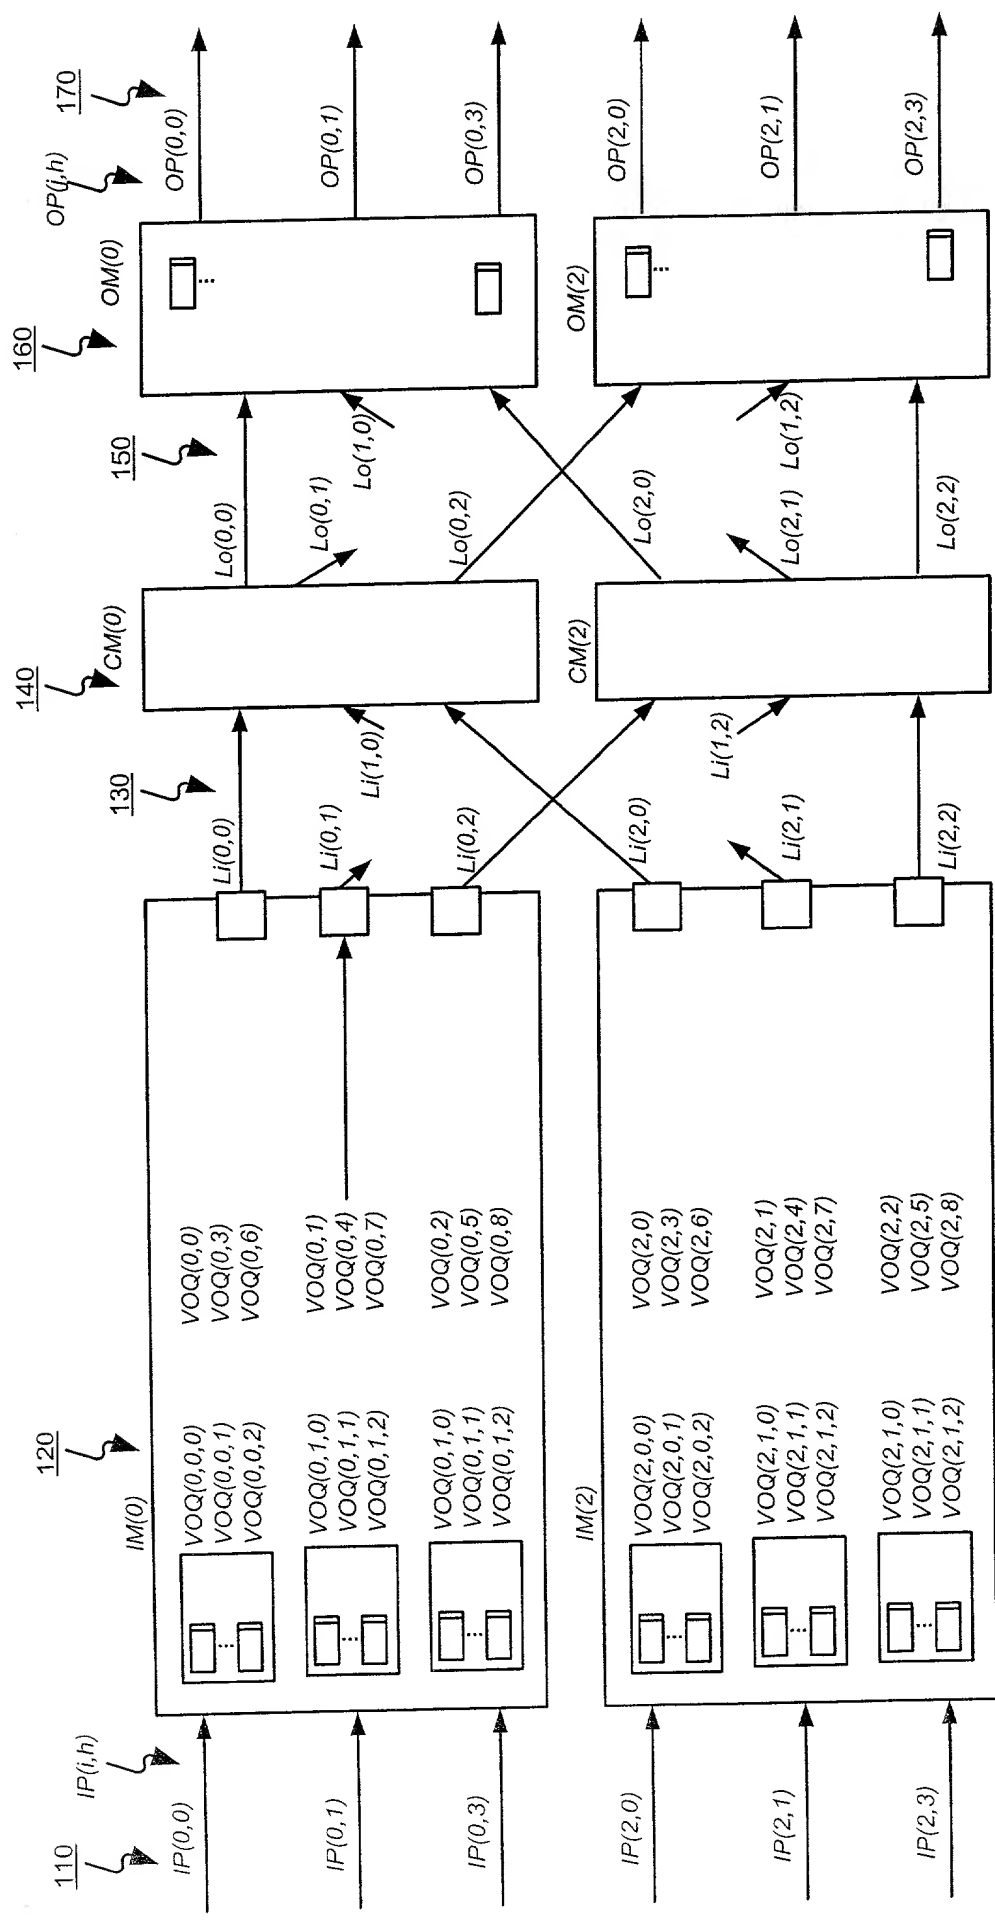 110
IP(i,h)
IP(0,0)
IP(0,1)
IP(0,3)
IP(2,0)
IP(2,1)
IP(2,3)
120
IM(0)
VOQ(0,0,0)
VOQ(0,0,1)
VOQ(0,0,2)
VOQ(0,1,0)
VOQ(0,1,1)
VOQ(0,1,2)
VOQ(0,1,0)
VOQ(0,1,1)
VOQ(0,1,2)
VOQ(0,0)
VOQ(0,3)
VOQ(0,6)
VOQ(0,1)
VOQ(0,4)
VOQ(0,7)
VOQ(0,2)
VOQ(0,5)
VOQ(0,8)
IM(2)
VOQ(2,0,0)
VOQ(2,0,1)
VOQ(2,0,2)
VOQ(2,1,0)
VOQ(2,1,1)
VOQ(2,1,2)
VOQ(2,1,0)
VOQ(2,1,1)
VOQ(2,1,2)
VOQ(2,0)
VOQ(2,3)
VOQ(2,6)
VOQ(2,1)
VOQ(2,4)
VOQ(2,7)
VOQ(2,2)
VOQ(2,5)
VOQ(2,8)
130
Li(0,0)
Li(0,1)
Li(0,2)
Li(2,0)
Li(2,1)
Li(2,2)
Li(1,0)
Li(1,2)
140
CM(0)
CM(2)
150
Lo(0,0)
Lo(0,1)
Lo(0,2)
Lo(2,0)
Lo(2,1)
Lo(2,2)
Lo(1,0)
Lo(1,2)
160
OM(0)
OM(2)
OP(j,h)
170
OP(0,0)
OP(0,1)
OP(0,3)
OP(2,0)
OP(2,1)
OP(2,3)